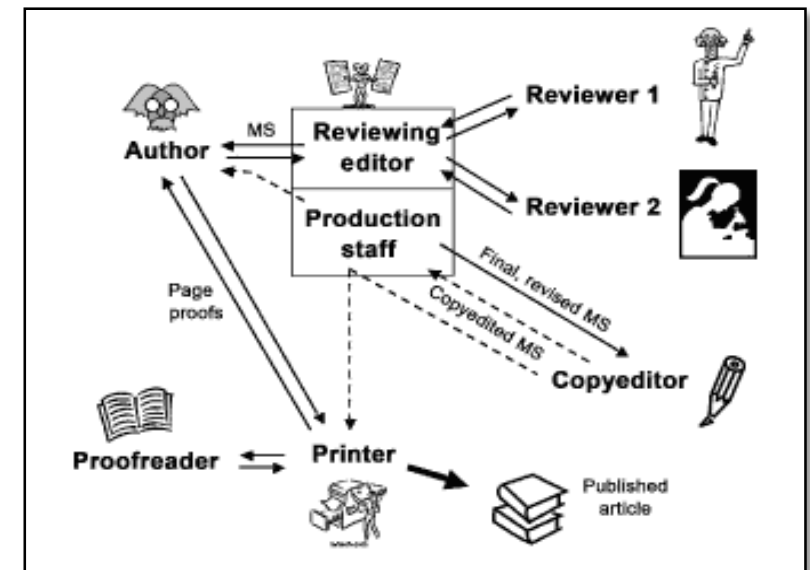 Reviewer 1
MS
Reviewing
editor
Author
Reviewer 2
Production
staff
Final, revised MS
Copyedited MS
Page
proofs
Copyeditor
Proofreader
Printer
Published
article